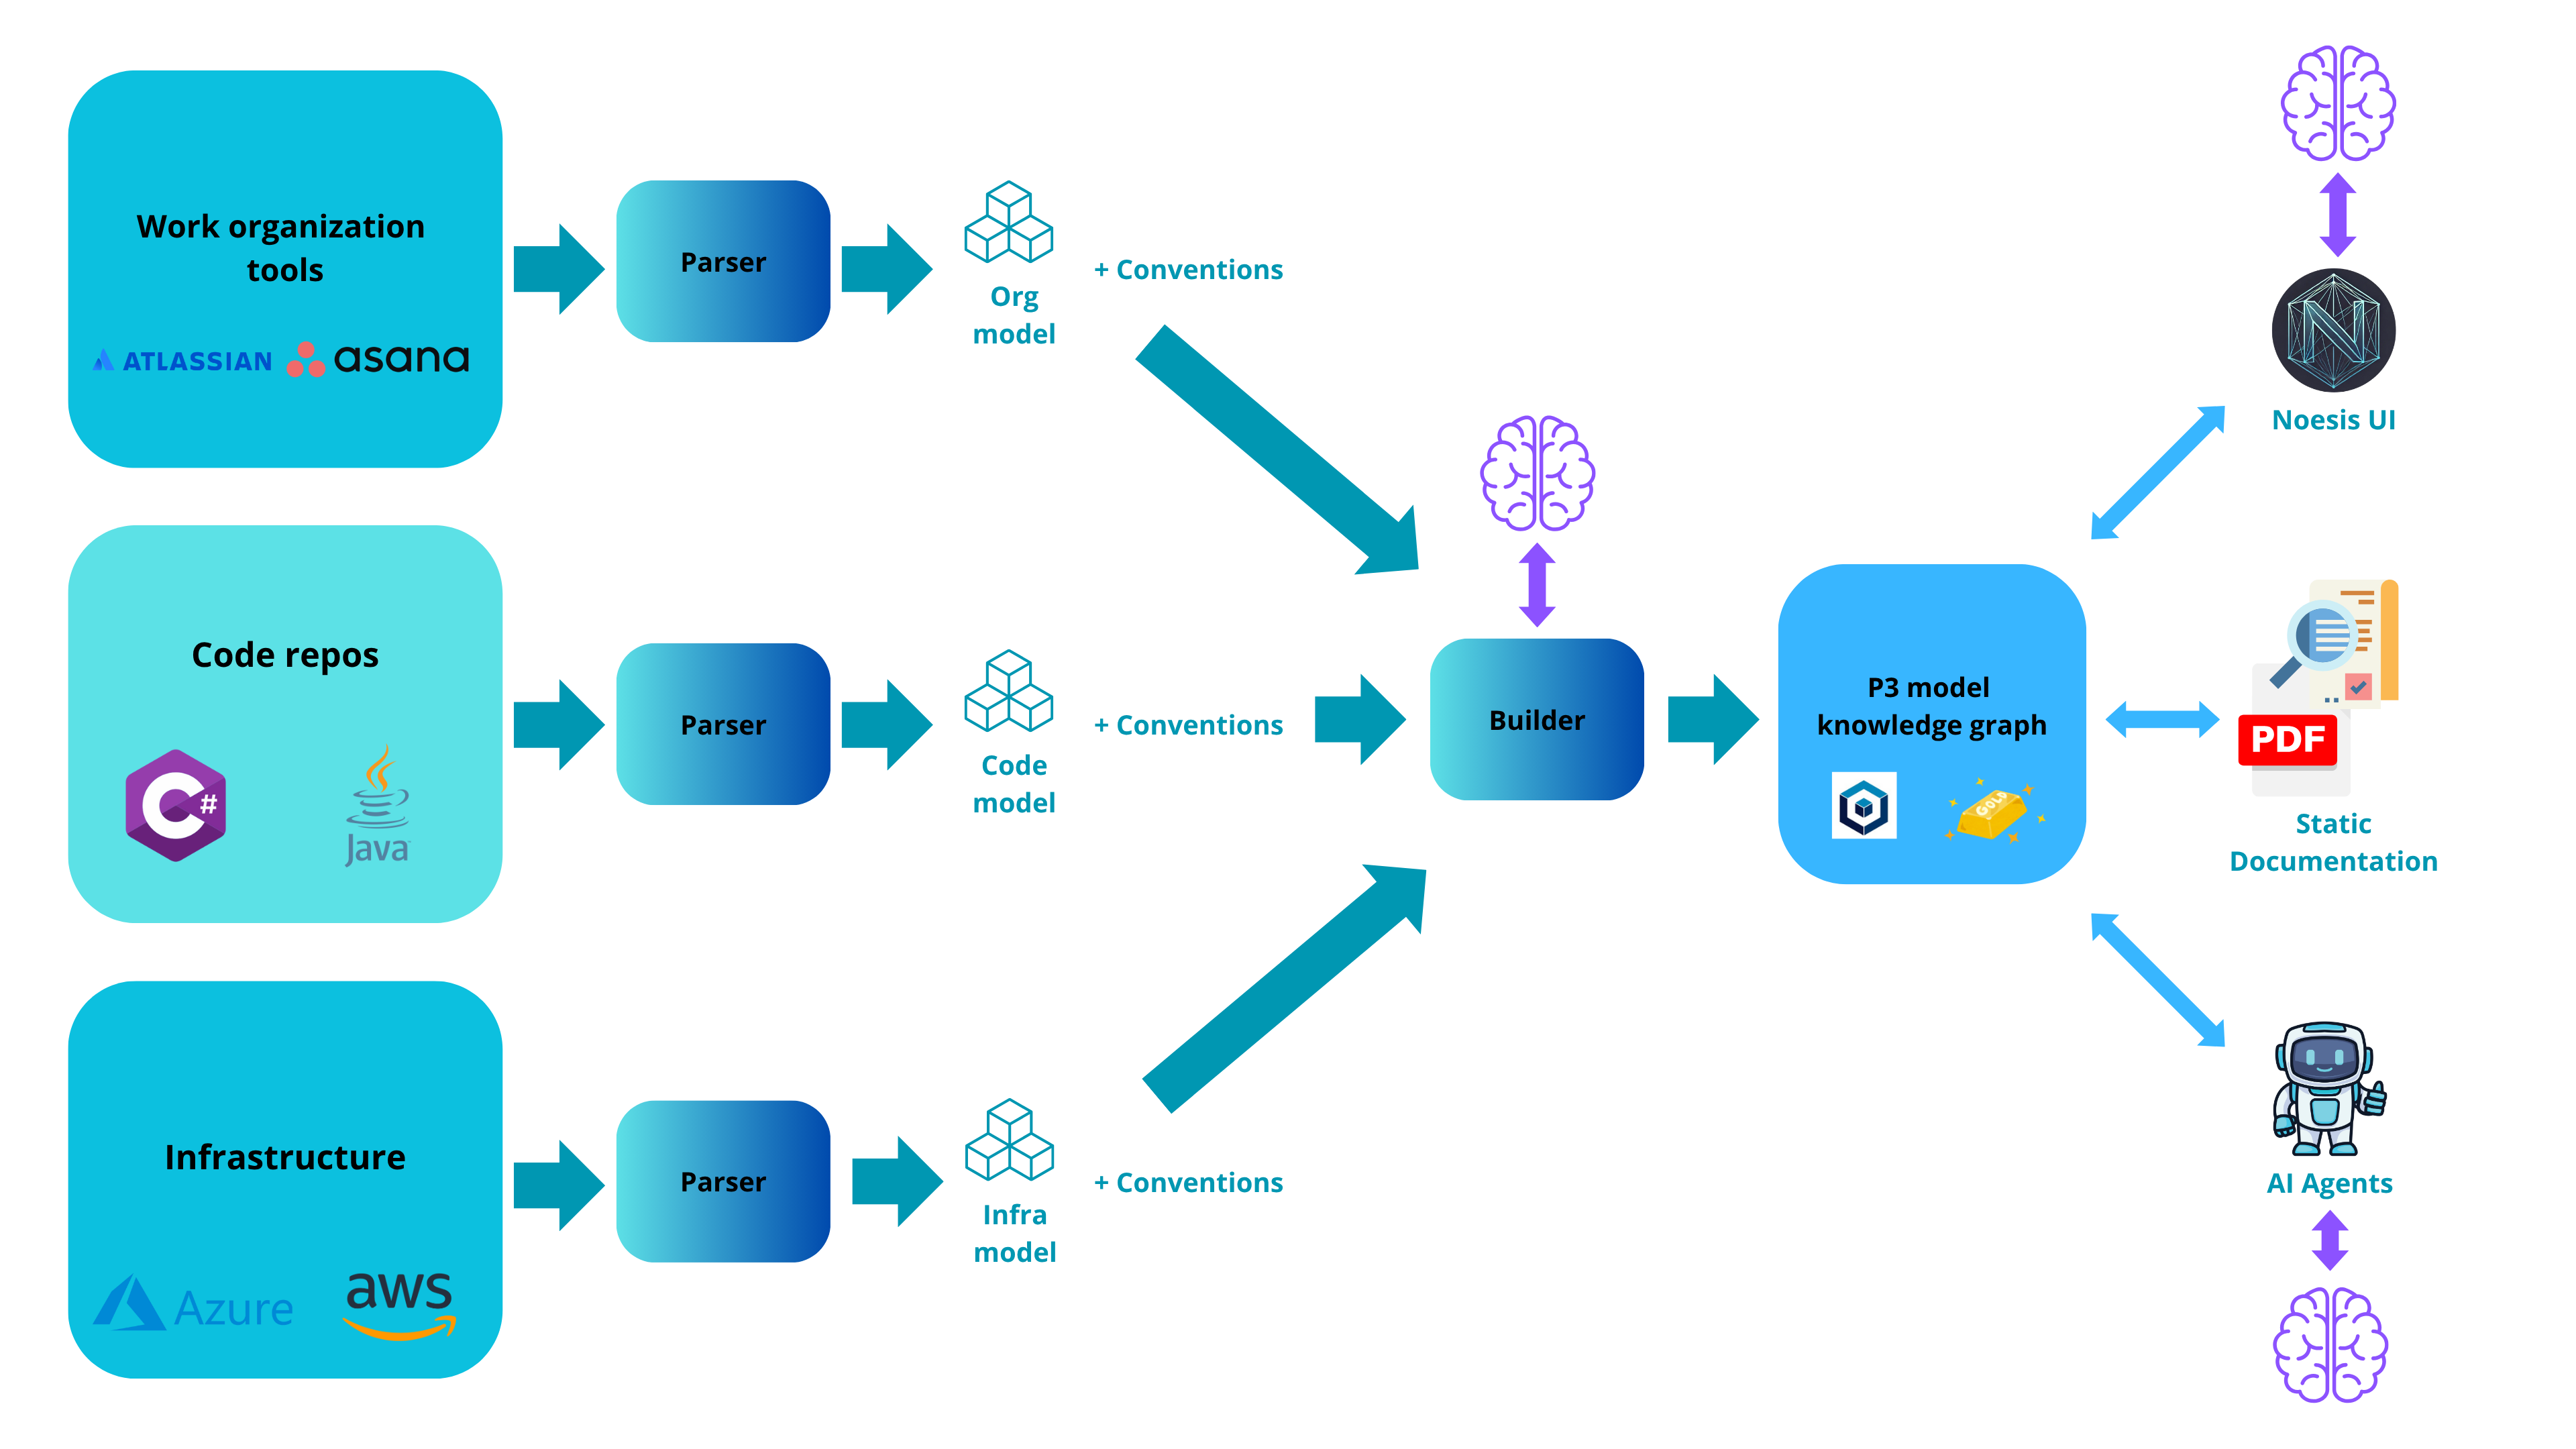 Work organization
tools
ATLASSIAN
asana
Parser
Org
model
+ Conventions
Code repos
C#
Java
Parser
Code
model
+ Conventions
Infrastructure
Azure
aws
Parser
Infra
model
+ Conventions
Builder
P3 model
knowledge graph
GOLD
N
Noesis UI
PDF
Static
Documentation
AI Agents